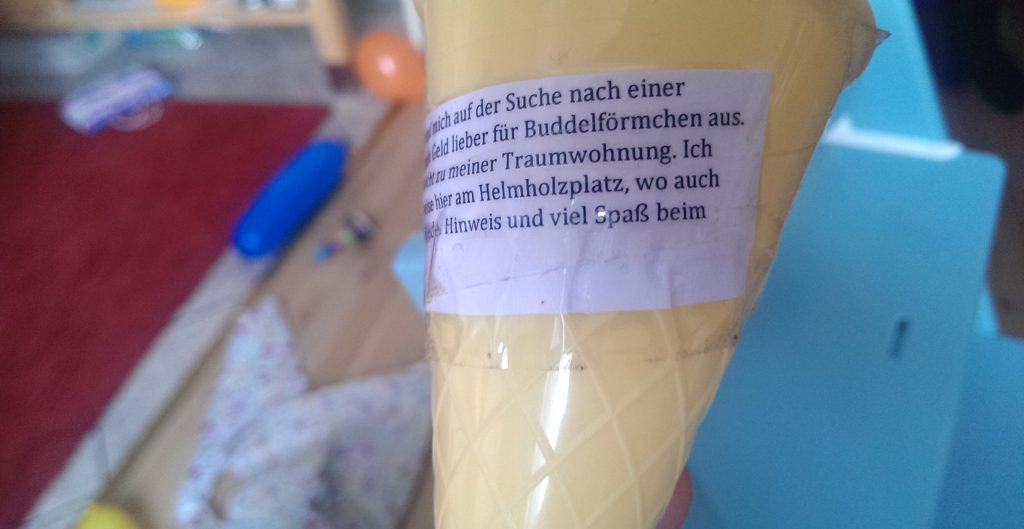 mich auf der Suche nach einer
Geld lieber für Buddelförmchen aus.
zu meiner Traumwohnung. Ich
hier am Helmholzplatz, wo auch
Hinweis und viel Spaß beim